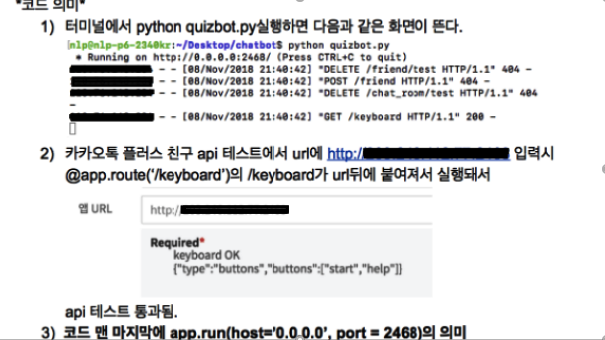 *코드 의미*
1) 터미널에서 python quizbot.py실행하면 다음과 같은 화면이 뜬다.
nlp@nlp-p6-2340kr:~/Desktop/chatbot$ python quizbot.py
* Running on http://0.0.0.0:2468/ (Press CTRL+C to quit)
- - [08/Nov/2018 21:40:42] "DELETE /friend/test HTTP/1.1" 404 -
- - [08/Nov/2018 21:40:42] "POST /friend HTTP/1.1" 404 -
- - [08/Nov/2018 21:40:42] "DELETE /chat_room/test HTTP/1.1" 404
-
- - [08/Nov/2018 21:40:42] "GET /keyboard HTTP/1.1" 200 -
2) 카카오톡 플러스 친구 api 테스트에서 url에 http:/ 입력시
@app.route('/keyboard')의 /keyboard가 url뒤에 붙여져서 실행돼서
앱 URL http:/
Required*
keyboard OK
{"type":"buttons","buttons":["start","help"]}
api 테스트 통과됨.
3) 코드 맨 마지막에 app.run(host='0.0.0.0', port = 2468)의 의미